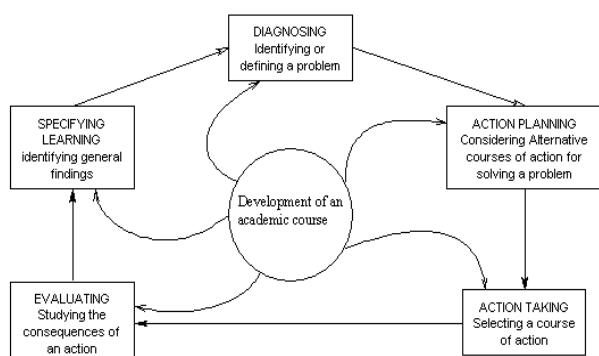 DIAGNOSING
Identifying or
defining a problem
SPECIFYING
LEARNING
identifying general
findings
ACTION PLANNING
Considering Alternative
courses of action for
solving a problem
Development of an
academic course
EVALUATING
Studying the
consequences of
an action
ACTION TAKING
Selecting a course
of action